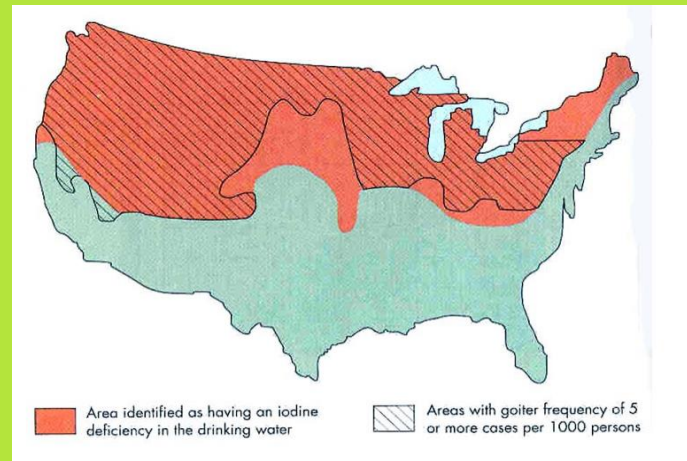 Area identified as having an iodine
deficiency in the drinking water
Areas with goiter frequency of 5
or more cases per 1000 persons